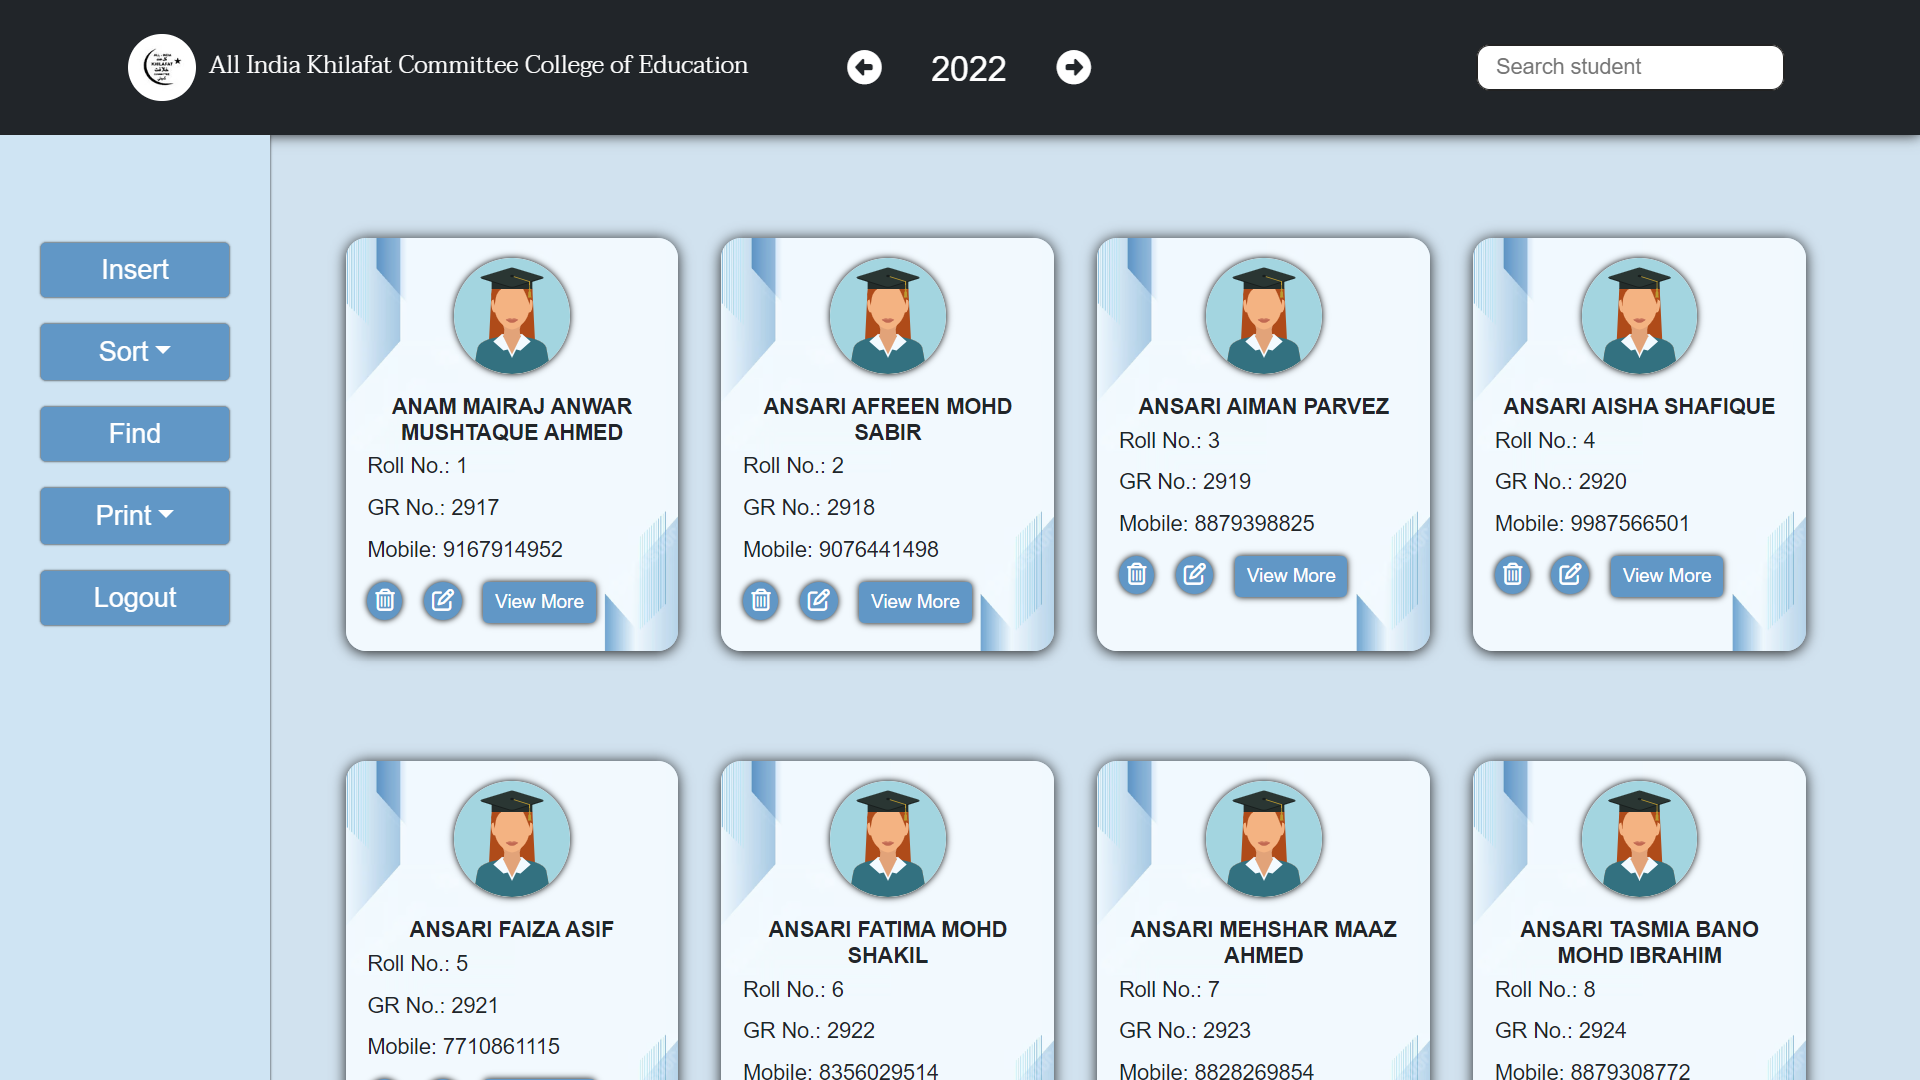 All India Khilafat Committee College of Education
2022
Search student
Insert
Sort
Find
Print
Logout
ANAM MAIRAJ ANWAR
MUSHTAQUE AHMED
Roll No.: 1
GR No.: 2917
Mobile: 9167914952
View More
ANSARI AFREEN MOHD
SABIR
Roll No.: 2
GR No.: 2918
Mobile: 9076441498
View More
ANSARI AIMAN PARVEZ
Roll No.: 3
GR No.: 2919
Mobile: 8879398825
View More
ANSARI AISHA SHAFIQUE
Roll No.: 4
GR No.: 2920
Mobile: 9987566501
View More
ANSARI FAIZA ASIF
Roll No.: 5
GR No.: 2921
Mobile: 7710861115
ANSARI FATIMA MOHD
SHAKIL
Roll No.: 6
GR No.: 2922
Mobile: 8356029514
ANSARI MEHSHAR MAAZ
AHMED
Roll No.: 7
GR No.: 2923
Mobile: 8828269854
ANSARI TASMIA BANO
MOHD IBRAHIM
Roll No.: 8
GR No.: 2924
Mobile: 8879308772